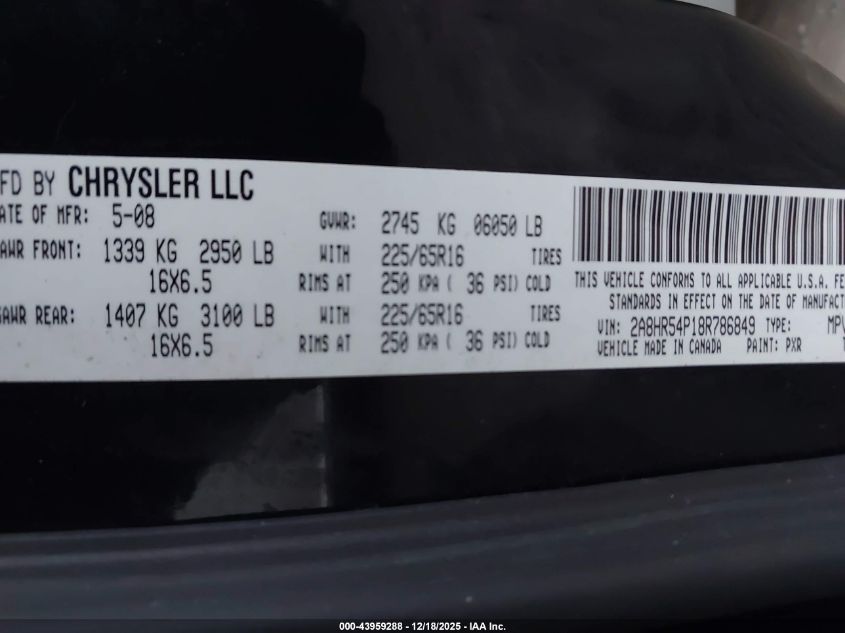 FD BY CHRYSLER LLC
ATE OF MFR: 5-08 GVWR: 2745 KG 06050 LB
AWR FRONT: 1339 KG 2950 LB WITH 225/65R16 TIRES
16X6.5 RIMS AT 250 KPA ( 36 PSI) COLD
GAWR REAR: 1407 KG 3100 LB WITH 225/65R16 TIRES
16X6.5 RIMS AT 250 KPA ( 36 PSI) COLD
THIS VEHICLE CONFORMS TO ALL APPLICABLE U.S.A. FE
STANDARDS IN EFFECT ON THE DATE OF MANUFACT
VIN: 2A8HR54P18R786849 TYPE: MPV
VEHICLE MADE IN CANADA PAINT: PXR T
000-43959288 - 12/18/2025 - IAA Inc.